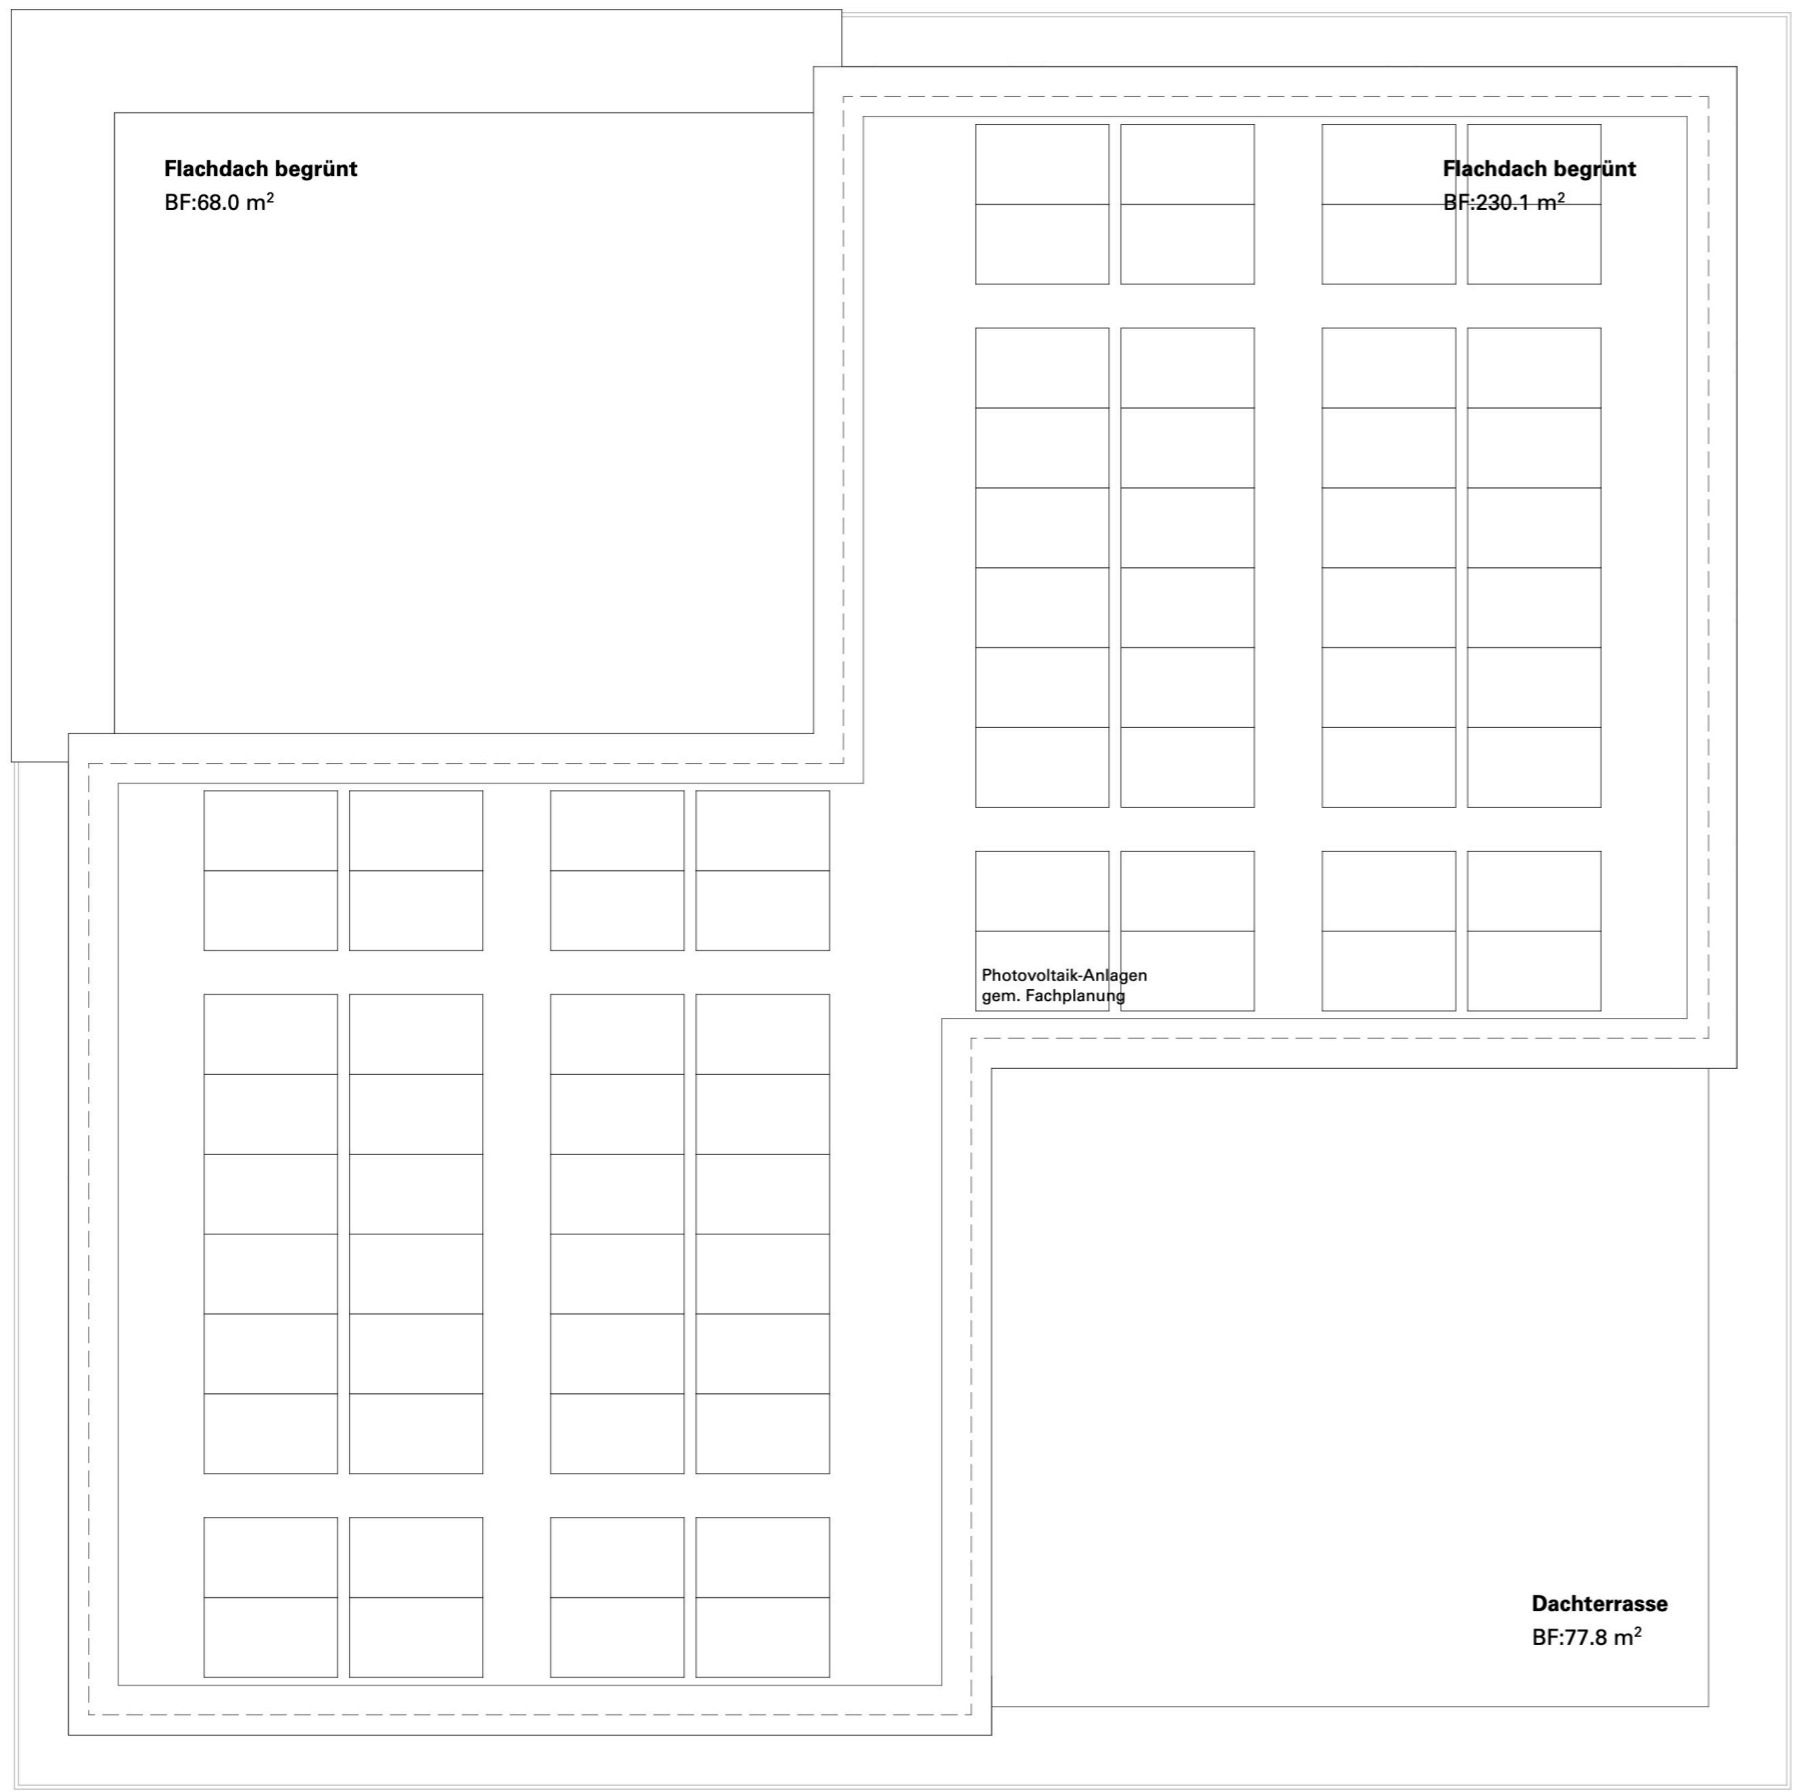 Flachdach begrünt
BF:68.0 m²
Flachdach begrünt
BF:230.1 m²
Photovoltaik-Anlagen
gem. Fachplanung
Dachterrasse
BF:77.8 m²